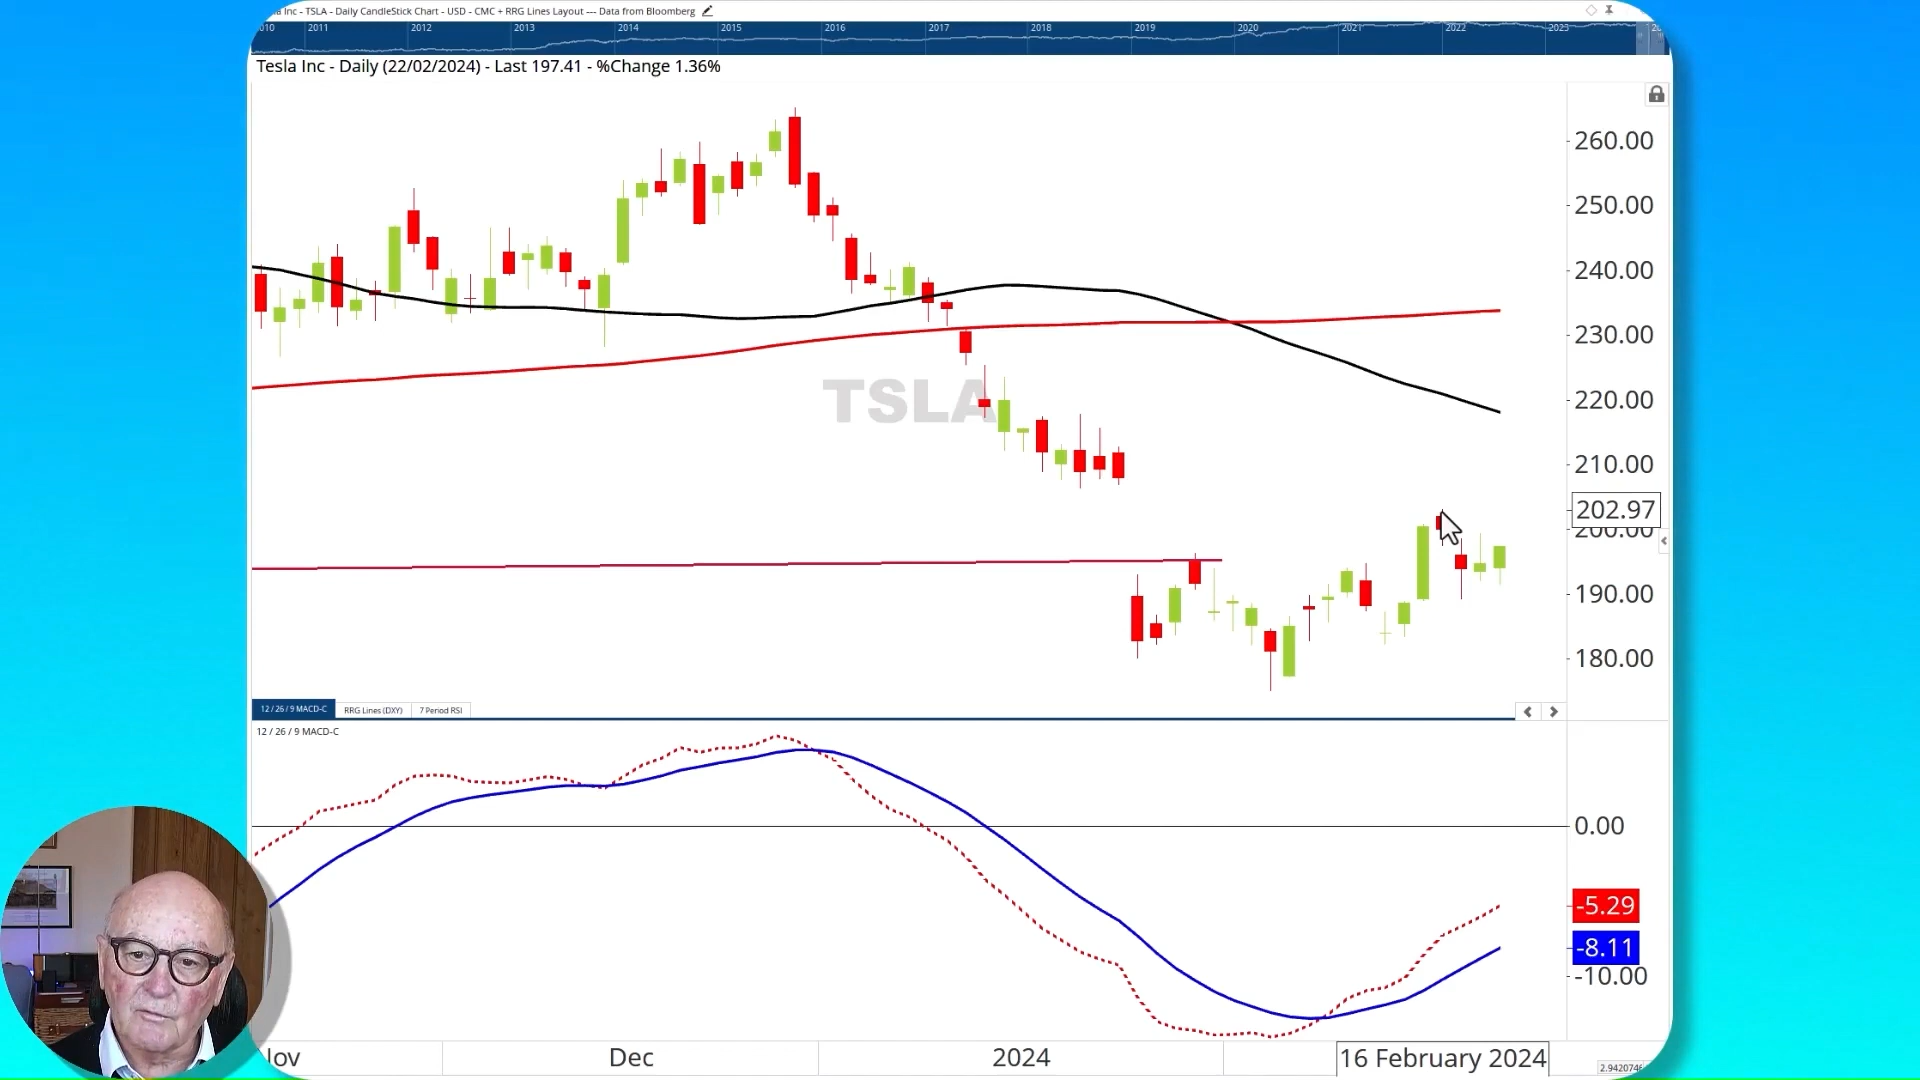 Inc - TSLA - Daily CandleStick Chart - USD - CMC + RRG Lines Layout --- Data from Bloomberg
2011 2012 2013 2014 2015 2016 2017 2018 2019 2020 2021 2022 2023
Tesla Inc - Daily (22/02/2024) - Last 197.41 - %Change 1.36%
260.00
250.00
240.00
230.00
TSLA
220.00
210.00
202.97
200.00
190.00
180.00
12 / 26 / 9 MACD-C RRG Lines (DXY) 7 Period RSI
12 / 26 / 9 MACD-C
0.00
-5.29
-8.11
-10.00
Dec 2024 16 February 2024